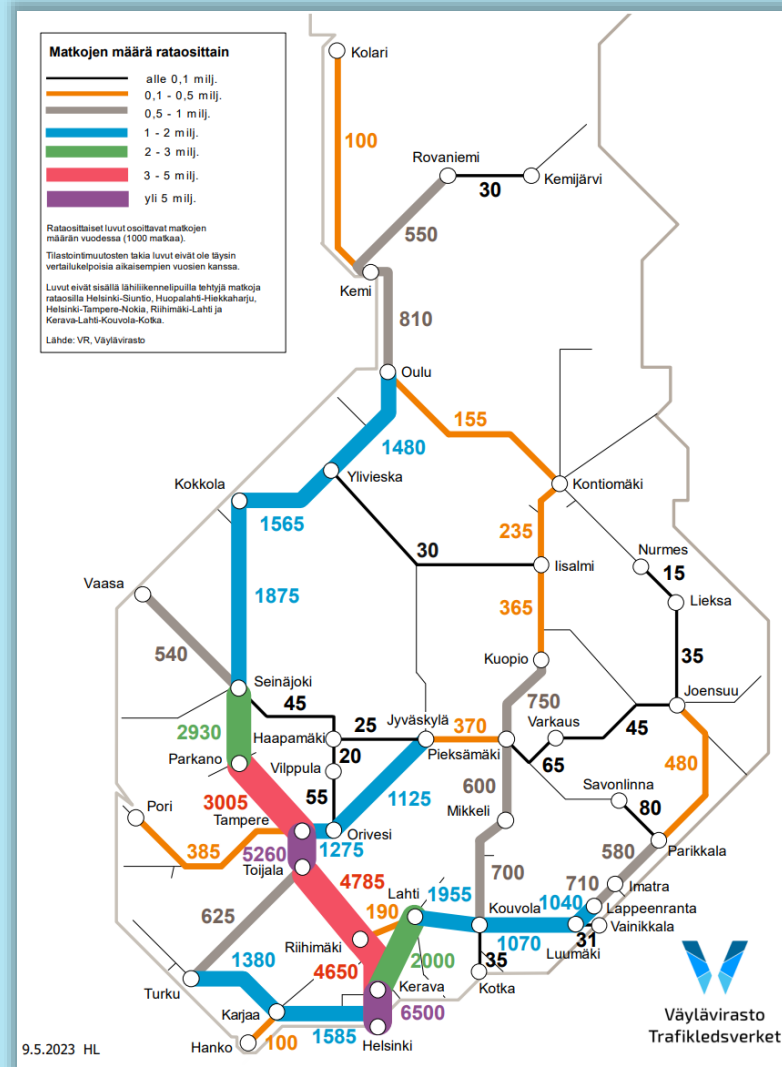 Matkojen määrä rataosittain
alle 0,1 milj.
0,1 - 0,5 milj.
0,5 - 1 milj.
1 - 2 milj.
2 - 3 milj.
3 - 5 milj.
yli 5 milj.
Rataosittaiset luvut osoittavat matkojen
määrän vuodessa (1000 matkaa).
Tilastointimuutosten takia luvut eivät ole täysin
vertailukelpoisia aikaisempien vuosien kanssa.
Luvut eivät sisällä lähiliikennelipuilla tehtyjä matkoja
rataosilla Helsinki-Siuntio, Huopalahti-Hiekkaharju,
Helsinki-Tampere-Nokia, Riihimäki-Lahti ja
Kerava-Lahti-Kouvola-Kotka.
Lähde: VR, Väylävirasto
Kolari
100
Rovaniemi
30
Kemijärvi
550
Kemi
810
Oulu
155
1480
Ylivieska
Kontiomäki
Kokkola
1565
235
30
Iisalmi
Nurmes
15
Lieksa
Vaasa
1875
365
35
540
Kuopio
Seinäjoki
45
750
Joensuu
2930
Haapamäki
25
Jyväskylä
370
Pieksämäki
Varkaus
45
65
480
Parkano
20
Vilppula
1125
600
Savonlinna
80
3005
55
Mikkeli
Pori
Tampere
385
Orivesi
1275
5260
Parikkala
580
Toijala
4785
700
710
Imatra
Lahti
1955
Kouvola
1040
Lappeenranta
625
190
Vainikkala
31
1070
Luumäki
Riihimäki
2000
35
Kotka
4650
Kerava
1380
Turku
6500
Karjaa
1585
Helsinki
Hanko
100
Väylävirasto
Trafikledsverket
9.5.2023 HL